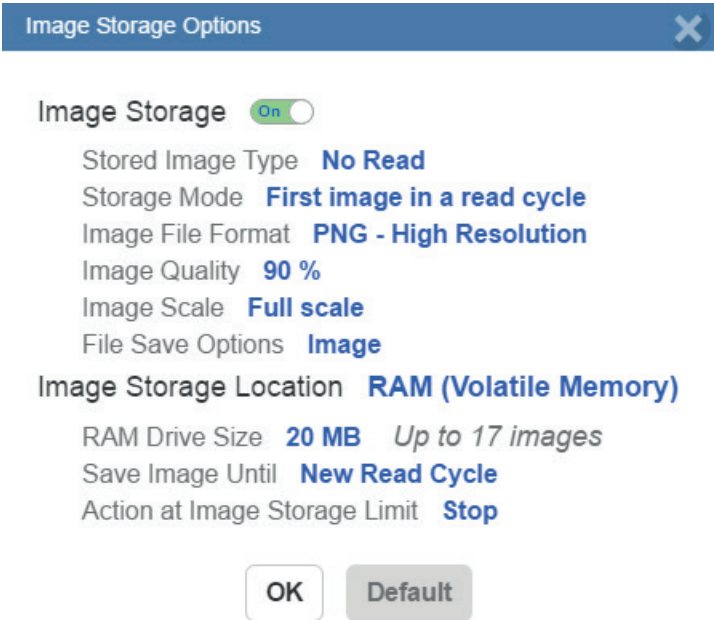 Image Storage Options
Image Storage On
Stored Image Type No Read
Storage Mode First image in a read cycle
Image File Format PNG - High Resolution
Image Quality 90 %
Image Scale Full scale
File Save Options Image
Image Storage Location RAM (Volatile Memory)
RAM Drive Size 20 MB Up to 17 images
Save Image Until New Read Cycle
Action at Image Storage Limit Stop
OK Default